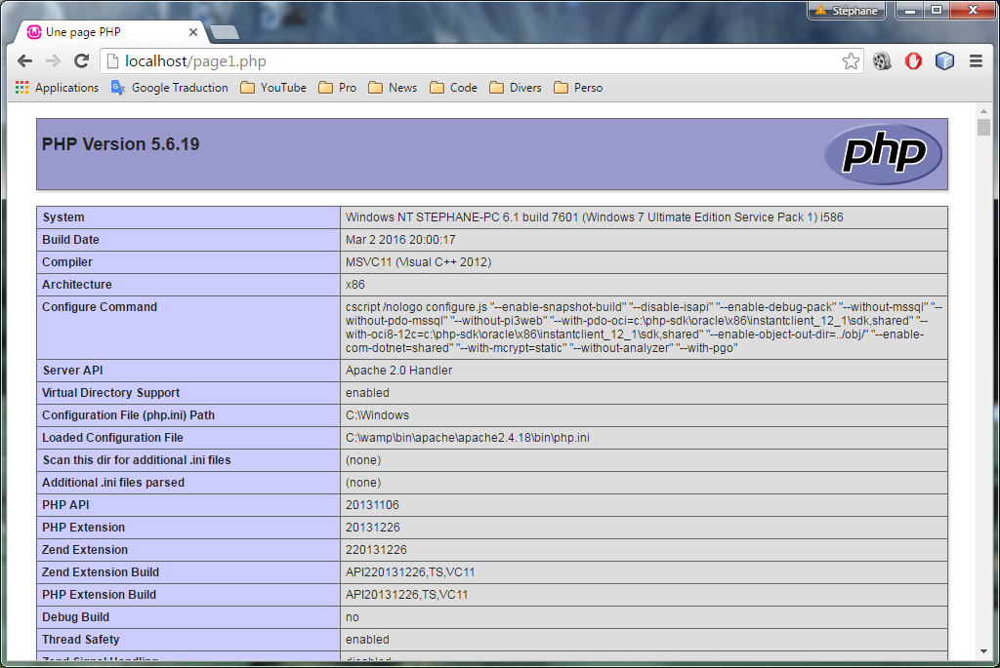 Stéphane
Une page PHP
localhost/page1.php
Applications Google Traduction YouTube Pro News Code Divers Perso
PHP Version 5.6.19
php
System Windows NT STEPHANE-PC 6.1 build 7601 (Windows 7 Ultimate Edition Service Pack 1) i586
Build Date Mar 2 2016 20:00:17
Compiler MSVC11 (Visual C++ 2012)
Architecture x86
Configure Command cscript /nologo configure.js "--enable-snapshot-build" "--disable-isapi" "--enable-debug-pack" "--without-mssql" "--
without-pdo-mssql" "--without-pi3web" "--with-pdo-oci=c:\php-sdk\oracle\x86\instantclient_12_1\sdk,shared" "--
with-oci8-12c=c:\php-sdk\oracle\x86\instantclient_12_1\sdk,shared" "--enable-object-out-dir=../obj/" "--enable-
com-dotnet=shared" "--with-mcrypt=static" "--without-analyzer" "--with-pgo"
Server API Apache 2.0 Handler
Virtual Directory Support enabled
Configuration File (php.ini) Path C:\Windows
Loaded Configuration File C:\wamp\bin\apache\apache2.4.18\bin\php.ini
Scan this dir for additional .ini files (none)
Additional .ini files parsed (none)
PHP API 20131106
PHP Extension 20131226
Zend Extension 220131226
Zend Extension Build API220131226,TS,VC11
PHP Extension Build API20131226,TS,VC11
Debug Build no
Thread Safety enabled
Zend Signal Handling disabled